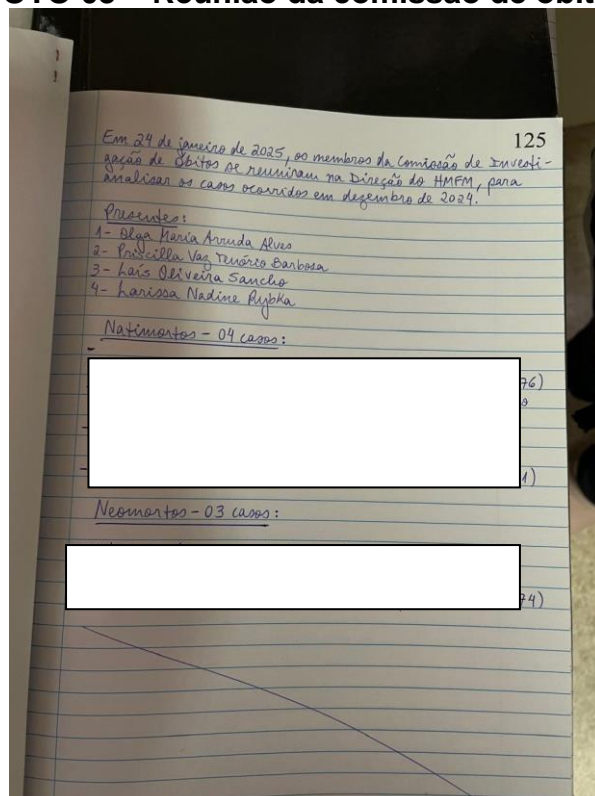 Reunião da comissão de
125
Em 24 de janeiro de 2025, os membros da Comissão de Investi-
gação de Óbitos se reuniram na Direção do HMFM, para
analisar os casos ocorridos em dezembro de 2024.
Presentes:
1- Olga Maria Arruda Alves
2- Priscilla Vaz Tenório Barbosa
3- Laís Oliveira Sancho
4- Larissa Nadine Rybka
Natimortos - 04 casos:
76)
1)
Neomortos - 03 casos:
74)